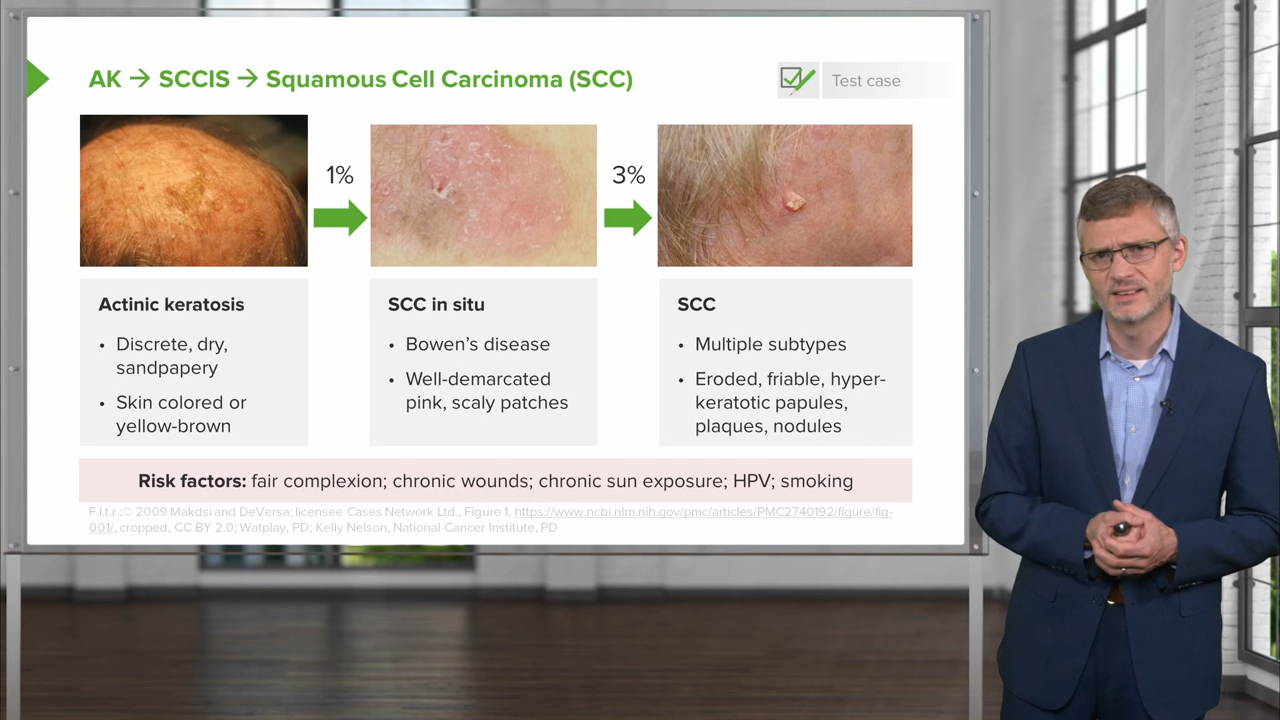 AK → SCCIS → Squamous Cell Carcinoma (SCC)
Test case
1%
3%
Actinic keratosis
• Discrete, dry,
sandpapery
• Skin colored or
yellow-brown
SCC in situ
• Bowen's disease
• Well-demarcated
pink, scaly patches
SCC
• Multiple subtypes
• Eroded, friable, hyper-
keratotic papules,
plaques, nodules
Risk factors: fair complexion; chronic wounds; chronic sun exposure; HPV; smoking
F.l.t.r.:© 2009 Makdsi and DeVersa; licensee Cases Network Ltd., Figure 1, https://www.ncbi.nlm.nih.gov/pmc/articles/PMC2740192/figure/fig-
001/, cropped, CC BY 2.0; Watplay, PD; Kelly Nelson, National Cancer Institute, PD